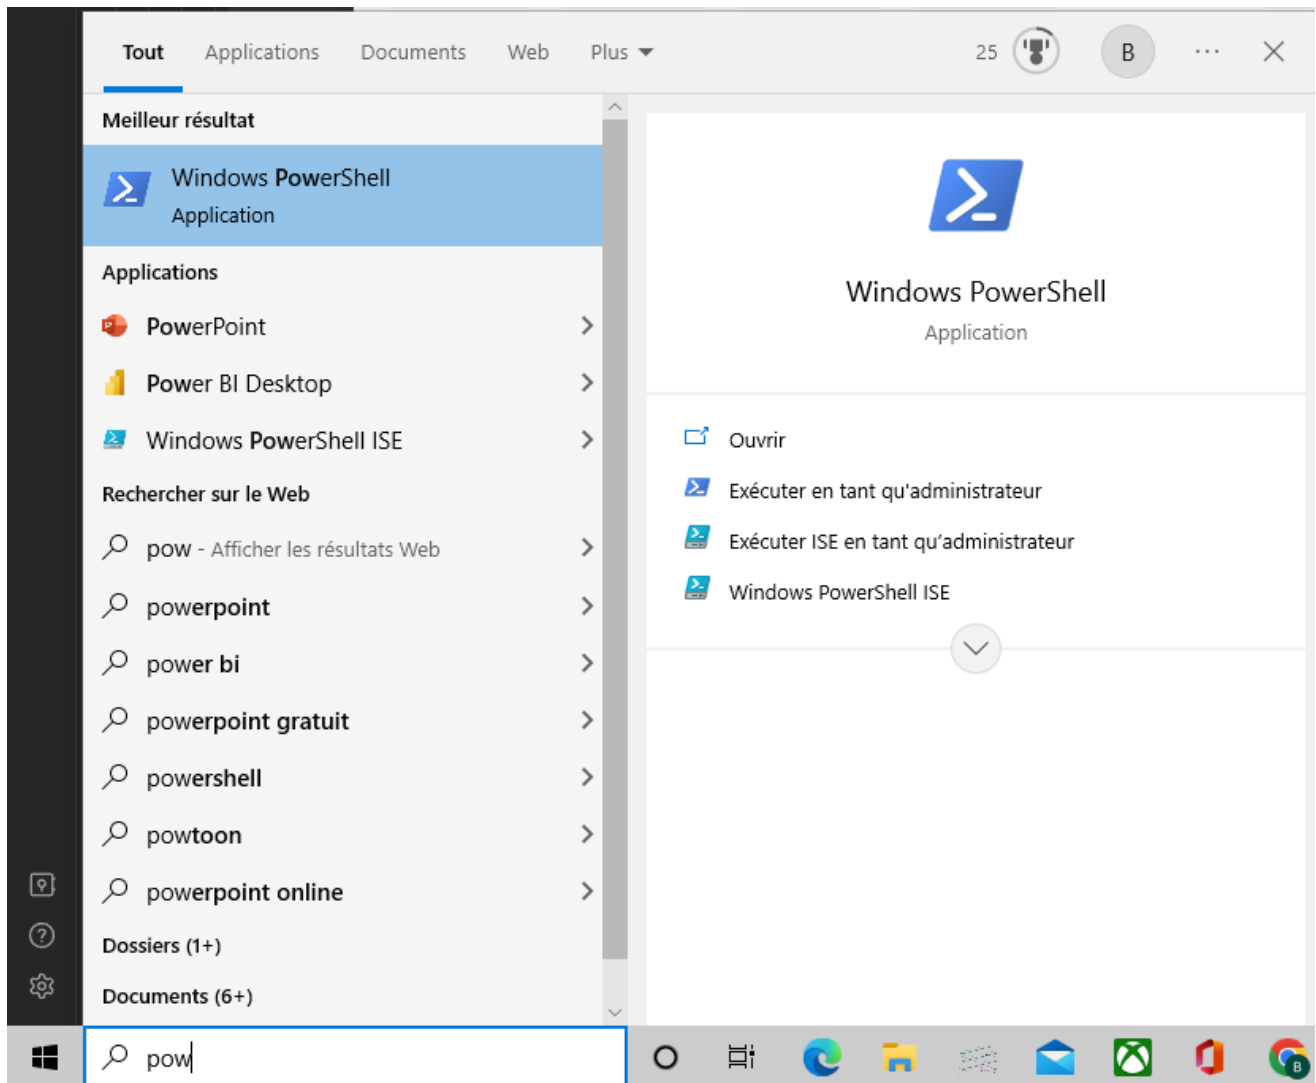 Tout Applications Documents Web Plus 25 B ...
Meilleur résultat
Windows PowerShell
Application
Applications
PowerPoint
Power BI Desktop
Windows PowerShell ISE
Rechercher sur le Web
pow - Afficher les résultats Web
powerpoint
power bi
powerpoint gratuit
powershell
powtoon
powerpoint online
Dossiers (1+)
Documents (6+)
pow
Windows PowerShell
Application
Ouvrir
Exécuter en tant qu'administrateur
Exécuter ISE en tant qu’administrateur
Windows PowerShell ISE
B